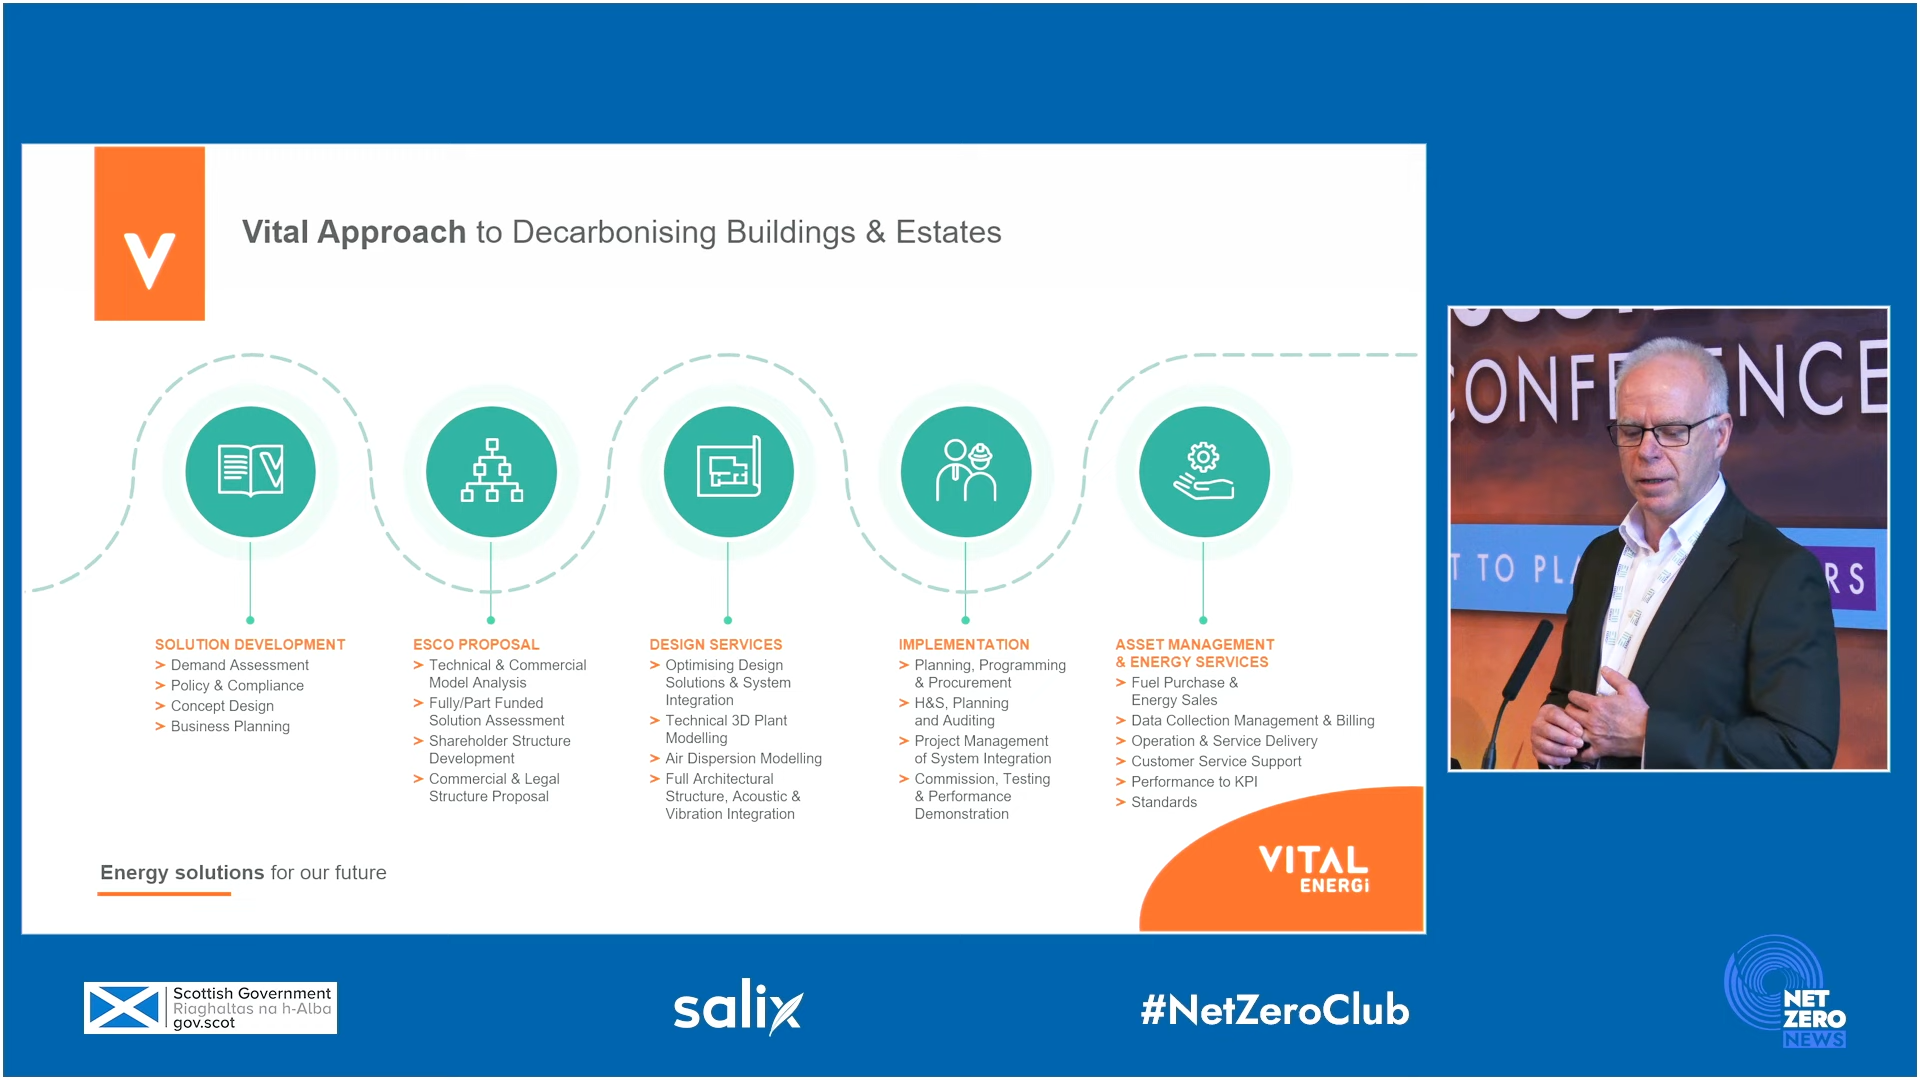 Vital Approach to Decarbonising Buildings & Estates
SOLUTION DEVELOPMENT
> Demand Assessment
> Policy & Compliance
> Concept Design
> Business Planning
ESCO PROPOSAL
> Technical & Commercial
Model Analysis
> Fully/Part Funded
Solution Assessment
> Shareholder Structure
Development
> Commercial & Legal
Structure Proposal
DESIGN SERVICES
> Optimising Design
Solutions & System
Integration
> Technical 3D Plant
Modelling
> Air Dispersion Modelling
> Full Architectural
Structure, Acoustic &
Vibration Integration
IMPLEMENTATION
> Planning, Programming
& Procurement
> H&S, Planning
and Auditing
> Project Management
of System Integration
> Commission, Testing
& Performance
Demonstration
ASSET MANAGEMENT
& ENERGY SERVICES
> Fuel Purchase &
Energy Sales
> Data Collection Management & Billing
> Operation & Service Delivery
> Customer Service Support
> Performance to KPI
> Standards
Energy solutions for our future
VITAL
ENERGi
CONF ENCE
T TO PLA RS
Scottish Government
Riaghaltas na h-Alba
gov.scot
salix
#NetZeroClub
NET
ZERO
NEWS